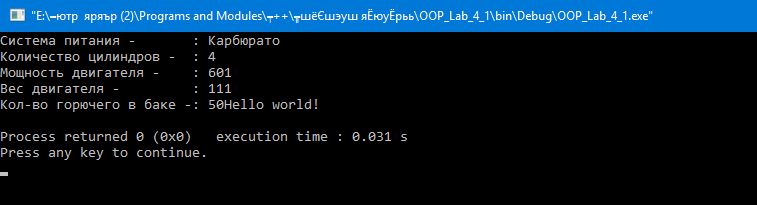 "E:\━ютр  яряър (2)\Programs and Modules\┬++\╥шёЄшэуш яЁюуЁрьь\OOP_Lab_4_1\bin\Debug\OOP_Lab_4_1.exe"
Система питания -       : Карбюрато
Количество цилиндров -  : 4
Мощность двигателя -    : 601
Вес двигателя -         : 111
Кол-во горючего в баке -: 50Hello world!
Process returned 0 (0x0)   execution time : 0.031 s
Press any key to continue.